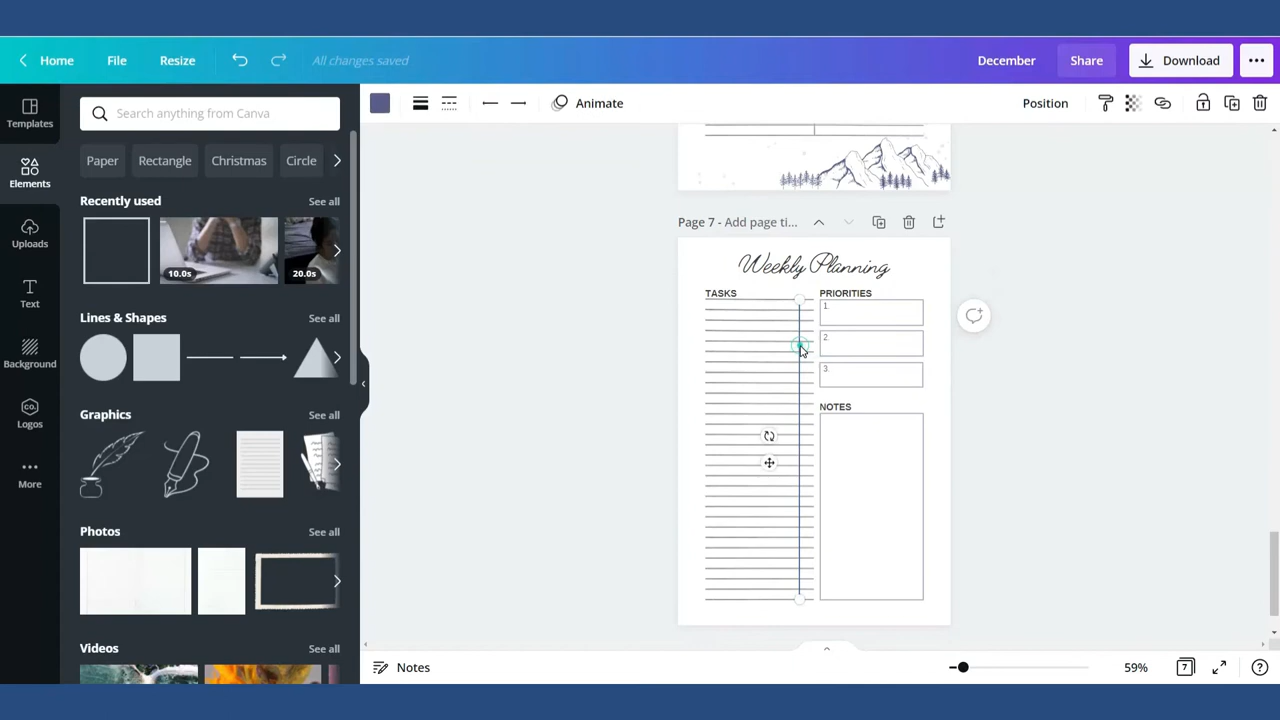 Home File Resize All changes saved December Share Download
Templates
Elements
Uploads
Text
Background
CO.
Logos
More
Search anything from Canva
Paper Rectangle Christmas Circle
Recently used See all
10.0s 20.0s
Lines & Shapes See all
Graphics See all
Photos See all
Videos See all
Animate Position
Page 7 - Add page ti...
Weekly Planning
TASKS PRIORITIES
1.
2.
3.
NOTES
Notes 59% 7